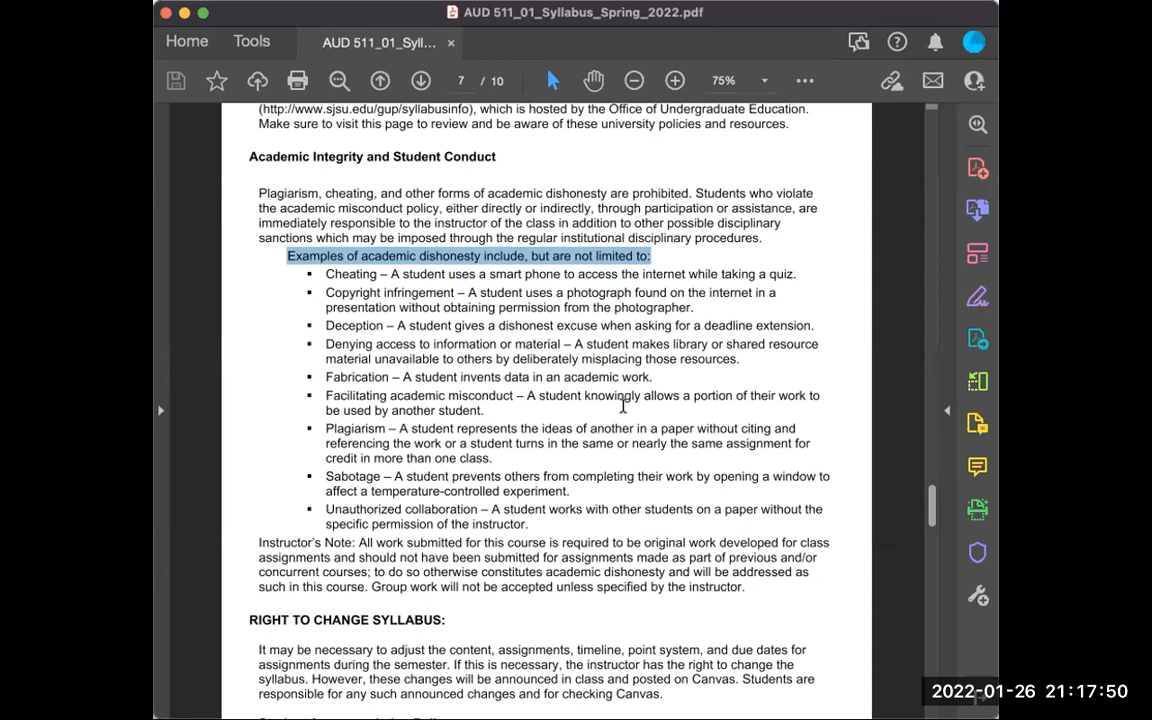 AUD 511_01_Syllabus_Spring_2022.pdf
Home
Tools
AUD 511_01_Syll...
×
7 / 10
75%
(http://www.sjsu.edu/gup/syllabusinfo), which is hosted by the Office of Undergraduate Education.
Make sure to visit this page to review and be aware of these university policies and resources.
Academic Integrity and Student Conduct
Plagiarism, cheating, and other forms of academic dishonesty are prohibited. Students who violate
the academic misconduct policy, either directly or indirectly, through participation or assistance, are
immediately responsible to the instructor of the class in addition to other possible disciplinary
sanctions which may be imposed through the regular institutional disciplinary procedures.
Examples of academic dishonesty include, but are not limited to:
▪ Cheating – A student uses a smart phone to access the internet while taking a quiz.
▪ Copyright infringement – A student uses a photograph found on the internet in a
presentation without obtaining permission from the photographer.
▪ Deception – A student gives a dishonest excuse when asking for a deadline extension.
▪ Denying access to information or material – A student makes library or shared resource
material unavailable to others by deliberately misplacing those resources.
▪ Fabrication – A student invents data in an academic work.
▪ Facilitating academic misconduct – A student knowingly allows a portion of their work to
be used by another student.
▪ Plagiarism – A student represents the ideas of another in a paper without citing and
referencing the work or a student turns in the same or nearly the same assignment for
credit in more than one class.
▪ Sabotage – A student prevents others from completing their work by opening a window to
affect a temperature-controlled experiment.
▪ Unauthorized collaboration – A student works with other students on a paper without the
specific permission of the instructor.
Instructor's Note: All work submitted for this course is required to be original work developed for class
assignments and should not have been submitted for assignments made as part of previous and/or
concurrent courses; to do so otherwise constitutes academic dishonesty and will be addressed as
such in this course. Group work will not be accepted unless specified by the instructor.
RIGHT TO CHANGE SYLLABUS:
It may be necessary to adjust the content, assignments, timeline, point system, and due dates for
assignments during the semester. If this is necessary, the instructor has the right to change the
syllabus. However, these changes will be announced in class and posted on Canvas. Students are
responsible for any such announced changes and for checking Canvas.
2022-01-26 21:17:50